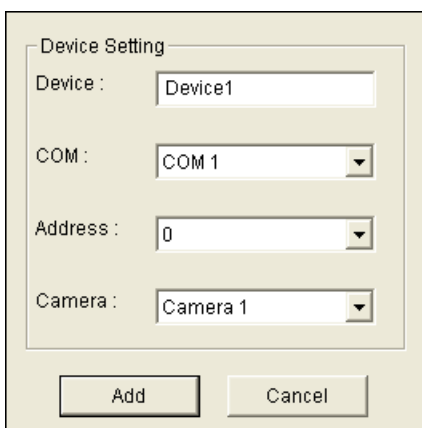 Device Setting
Device : Device1
COM : COM 1
Address : 0
Camera : Camera 1
Add Cancel